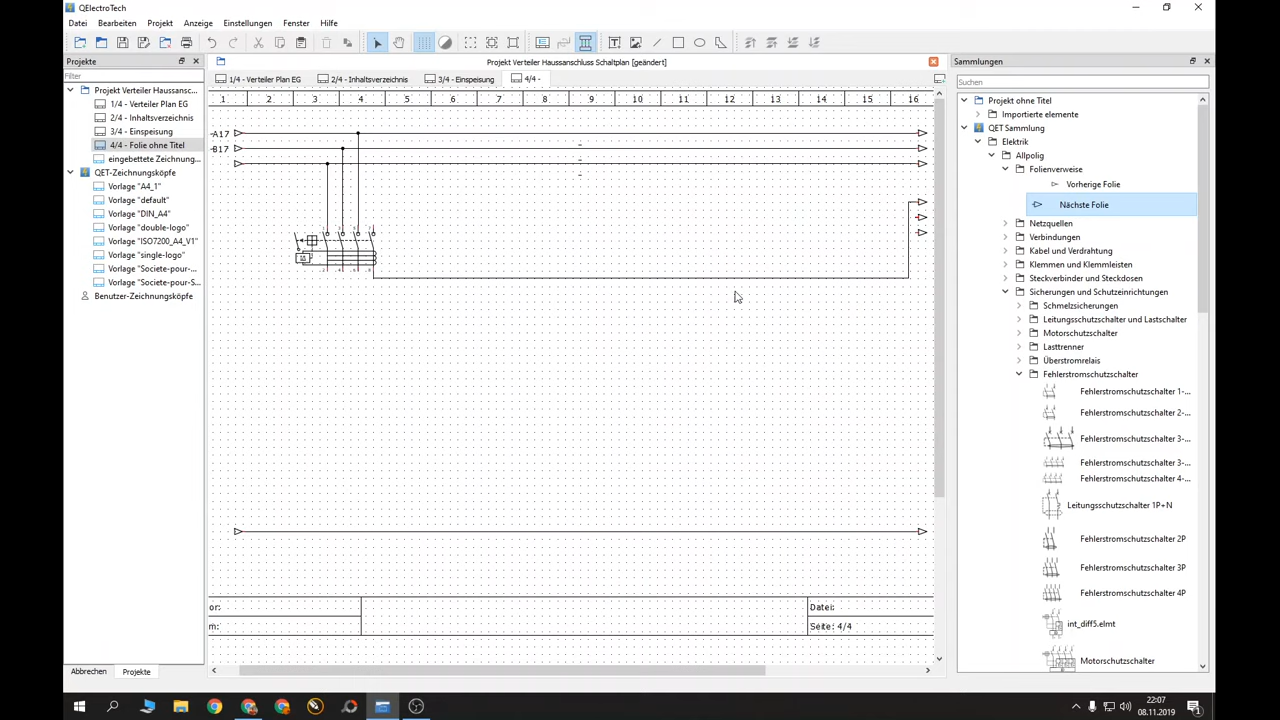 QElectroTech
Datei Bearbeiten Projekt Anzeige Einstellungen Fenster Hilfe
Projekte
Filter
Projekt Verteiler Haussansc...
1/4 - Verteiler Plan EG
2/4 - Inhaltsverzeichnis
3/4 - Einspeisung
4/4 - Folie ohne Titel
eingebettete Zeichnung...
QET-Zeichnungsköpfe
Vorlage "A4_1"
Vorlage "default"
Vorlage "DIN_A4"
Vorlage "double-logo"
Vorlage "ISO7200_A4_V1"
Vorlage "single-logo"
Vorlage "Societe-pour-...
Vorlage "Societe-pour-S...
Benutzer-Zeichnungsköpfe
Abbrechen Projekte
Projekt Verteiler Haussanschluss Schaltplan [geändert]
1/4 - Verteiler Plan EG 2/4 - Inhaltsverzeichnis 3/4 - Einspeisung 4/4 -
1 2 3 4 5 6 7 8 9 10 11 12 13 14 15 16
-A17
-B17
or: Datei:
m: Seite: 4/4
Sammlungen
Suchen
Projekt ohne Titel
Importierte elemente
QET Sammlung
Elektrik
Allpolig
Folienverweise
Vorherige Folie
Nächste Folie
Netzquellen
Verbindungen
Kabel und Verdrahtung
Klemmen und Klemmleisten
Steckverbinder und Steckdosen
Sicherungen und Schutzeinrichtungen
Schmelzsicherungen
Leitungsschutzschalter und Lastschalter
Motorschutzschalter
Lasttrenner
Überstromrelais
Fehlerstromschutzschalter
Fehlerstromschutzschalter 1-...
Fehlerstromschutzschalter 2-...
Fehlerstromschutzschalter 3-...
Fehlerstromschutzschalter 3-...
Fehlerstromschutzschalter 4-...
Leitungsschutzschalter 1P+N
Fehlerstromschutzschalter 2P
Fehlerstromschutzschalter 3P
Fehlerstromschutzschalter 4P
int_diff5.elmt
Motorschutzschalter
22:07
08.11.2019